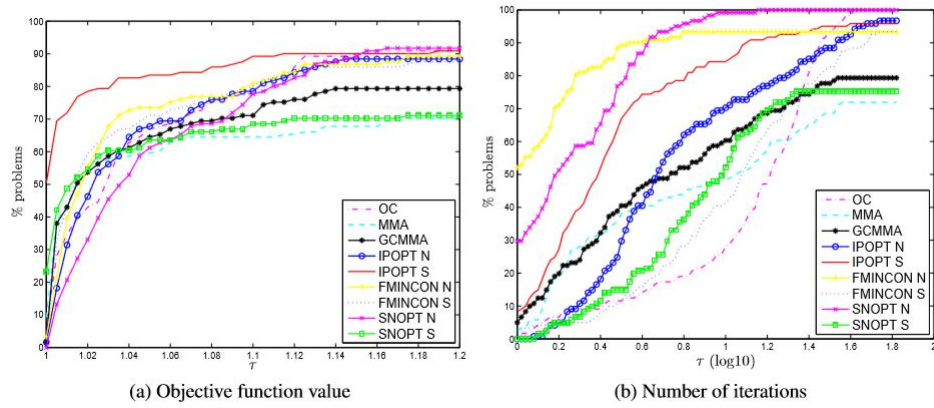 % problems
100
90
80
70
60
50
40
30
20
10
0
1
1.02
1.04
1.06
1.08
1.1
1.12
1.14
1.16
1.18
1.2
τ
OC
MMA
GCMMA
IPOPT N
IPOPT S
FMINCON N
FMINCON S
SNOPT N
SNOPT S
(a) Objective function value
% problems
100
90
80
70
60
50
40
30
20
10
0
0
0.2
0.4
0.6
0.8
1
1.2
1.4
1.6
1.8
2
τ (log10)
OC
MMA
GCMMA
IPOPT N
IPOPT S
FMINCON N
FMINCON S
SNOPT N
SNOPT S
(b) Number of iterations